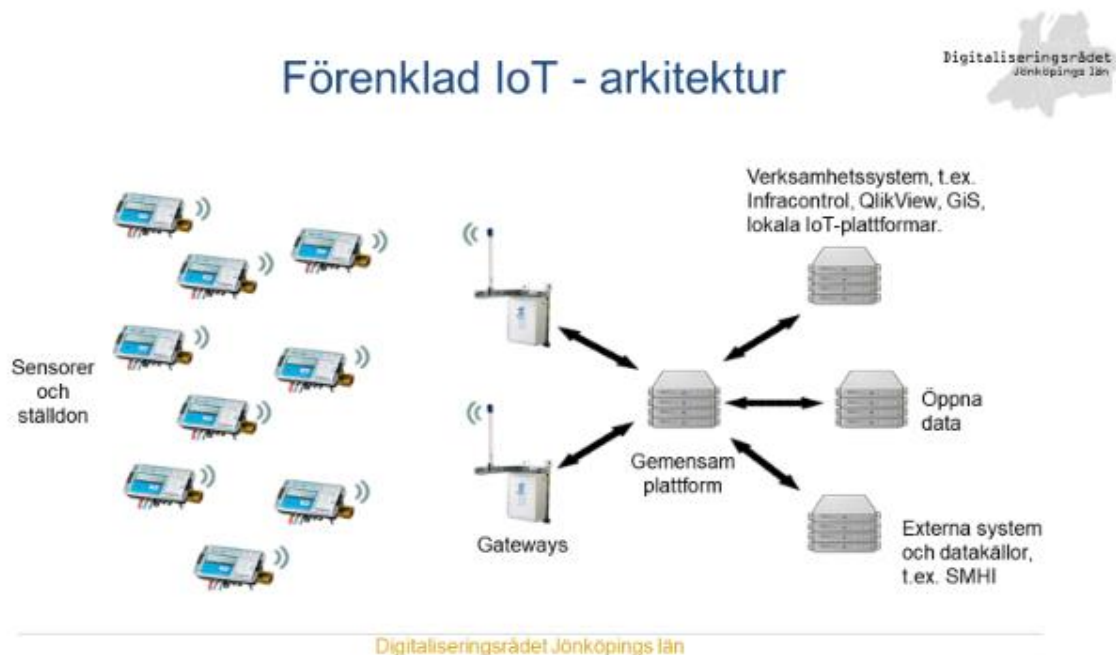 Förenklad IoT - arkitektur
Digitaliseringsrådet
Jönköpings län
Verksamhetssystem, t.ex.
Infracontrol, QlikView, GiS,
lokala IoT-plattformar.
Sensorer
och
ställdon
Gateways
Gemensam
plattform
Öppna
data
Externa system
och datakällor,
t.ex. SMHI
Digitaliseringsrådet Jönköpings län